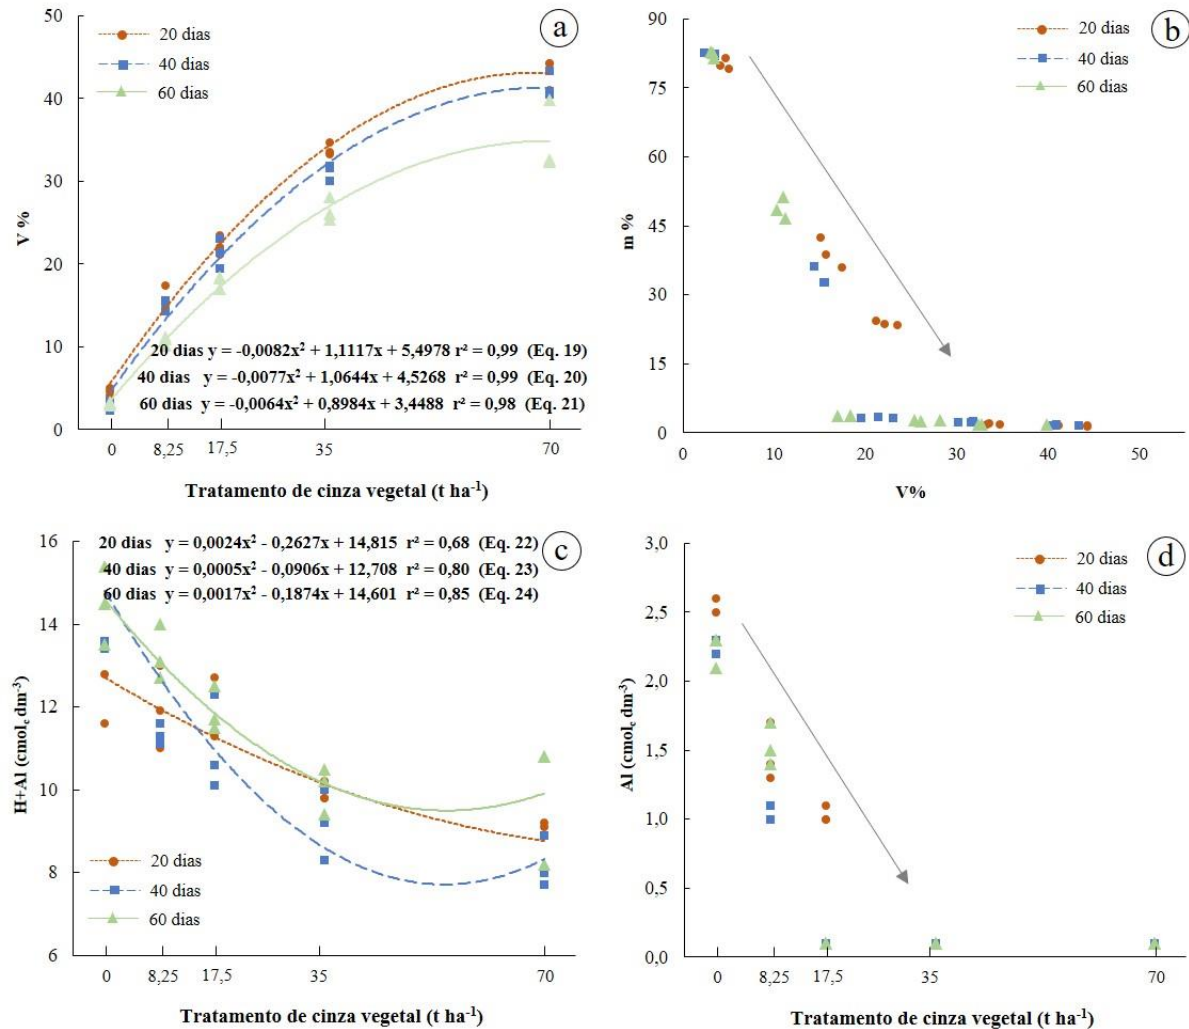 a
50
40
30
20
10
0
V %
20 dias
40 dias
60 dias
20 dias y = -0,0082x² + 1,1117x + 5,4978 r² = 0,99 (Eq. 19)
40 dias y = -0,0077x² + 1,0644x + 4,5268 r² = 0,99 (Eq. 20)
60 dias y = -0,0064x² + 0,8984x + 3,4488 r² = 0,98 (Eq. 21)
0 8,25 17,5 35 70
Tratamento de cinza vegetal (t ha⁻¹)
b
90
75
60
45
30
15
0
m %
20 dias
40 dias
60 dias
0 10 20 30 40 50
V%
c
16
14
12
10
8
6
H+Al (cmol꜀ dm⁻³)
20 dias y = 0,0024x² - 0,2627x + 14,815 r² = 0,68 (Eq. 22)
40 dias y = 0,0005x² - 0,0906x + 12,708 r² = 0,80 (Eq. 23)
60 dias y = 0,0017x² - 0,1874x + 14,601 r² = 0,85 (Eq. 24)
20 dias
40 dias
60 dias
0 8,25 17,5 35 70
Tratamento de cinza vegetal (t ha⁻¹)
d
3,0
2,5
2,0
1,5
1,0
0,5
0,0
Al (cmol꜀ dm⁻³)
20 dias
40 dias
60 dias
0 8,25 17,5 35 70
Tratamento de cinza vegetal (t ha⁻¹)